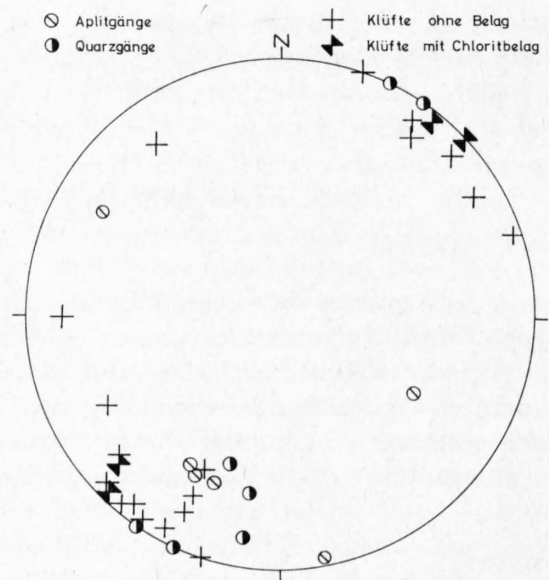 Aplitgänge
Quarzgänge
Klüfte ohne Belag
Klüfte mit Chloritbelag
N